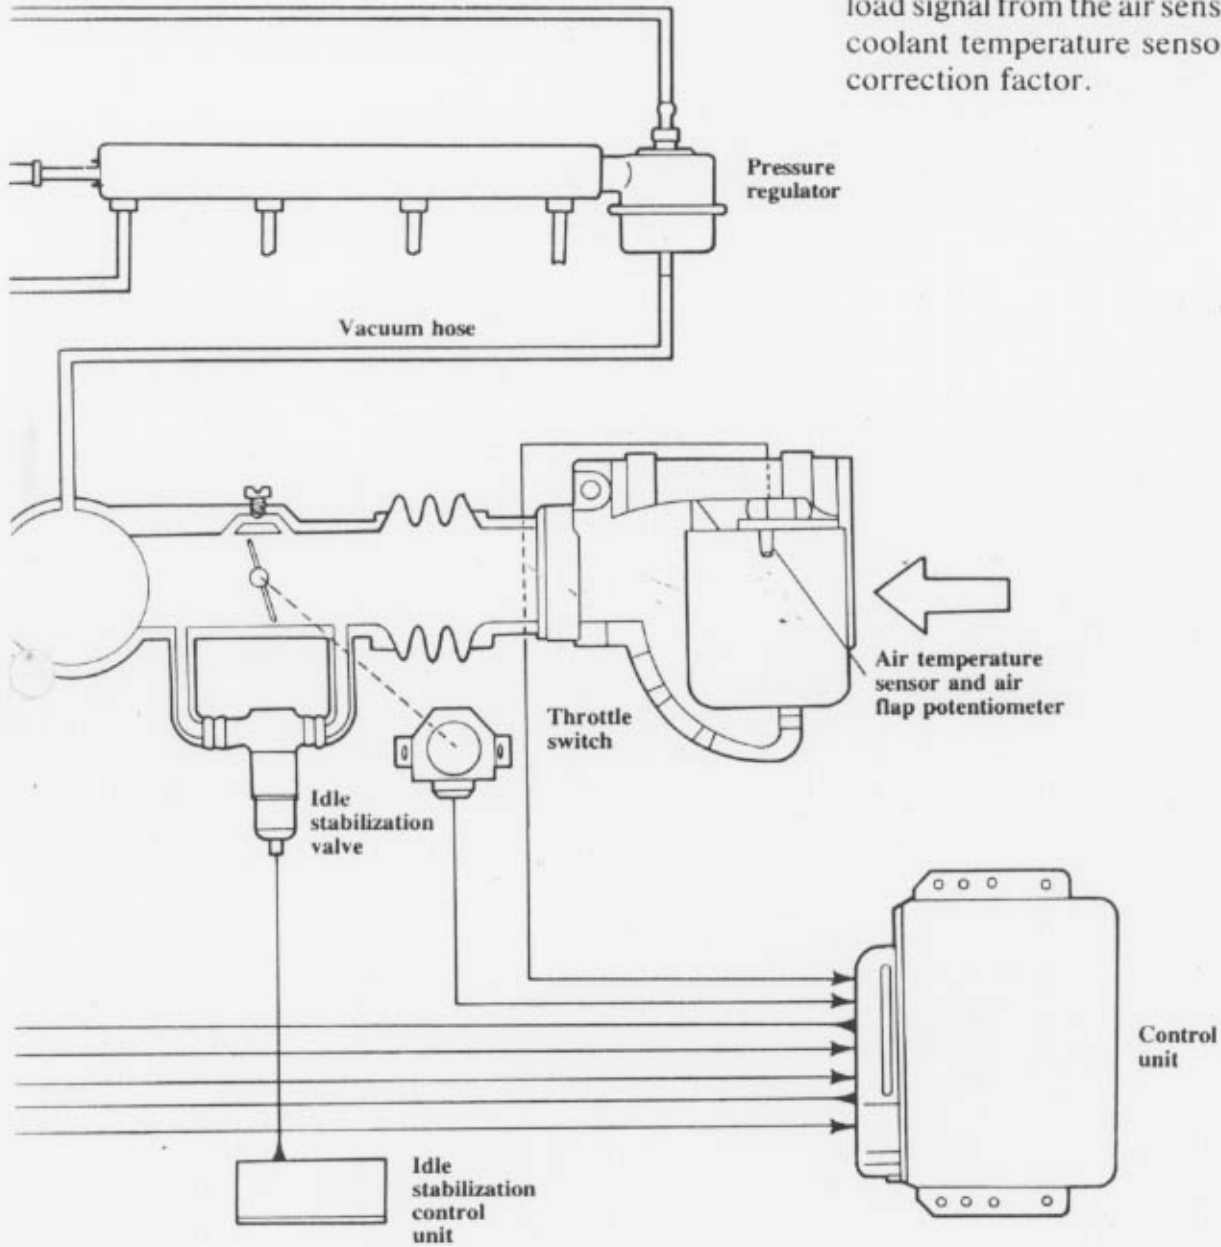 load signal from the air sens
coolant temperature senso
correction factor.
Pressure
regulator
Vacuum hose
Air temperature
sensor and air
flap potentiometer
Throttle
switch
Idle
stabilization
valve
Control
unit
Idle
stabilization
control
unit